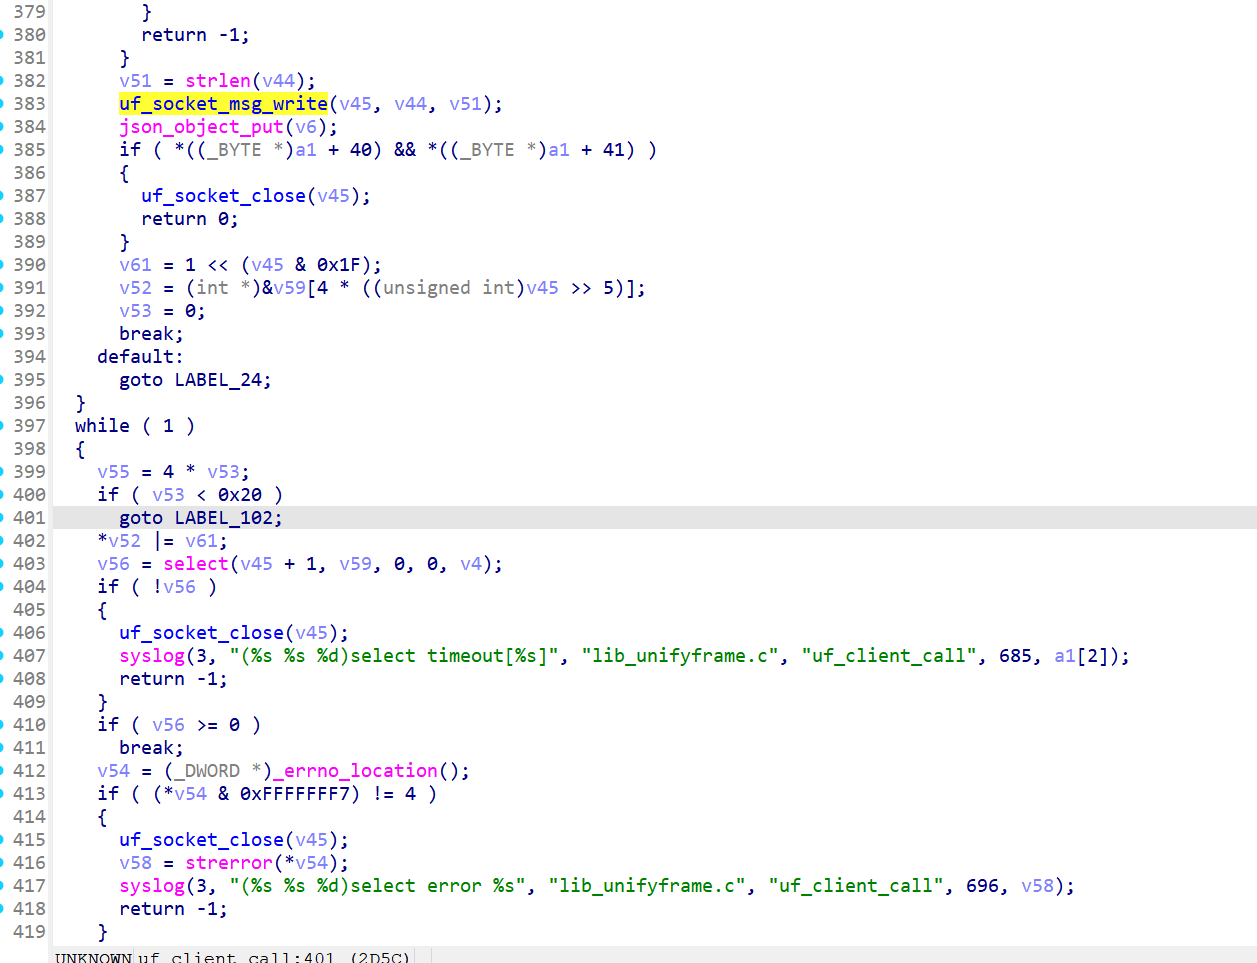 379         }
380         return -1;
381       }
382       v51 = strlen(v44);
383       uf_socket_msg_write(v45, v44, v51);
384       json_object_put(v6);
385       if ( *((_BYTE *)a1 + 40) && *((_BYTE *)a1 + 41) )
386       {
387         uf_socket_close(v45);
388         return 0;
389       }
390       v61 = 1 << (v45 & 0x1F);
391       v52 = (int *)&v59[4 * ((unsigned int)v45 >> 5)];
392       v53 = 0;
393       break;
394     default:
395       goto LABEL_24;
396   }
397   while ( 1 )
398   {
399     v55 = 4 * v53;
400     if ( v53 < 0x20 )
401       goto LABEL_102;
402     *v52 |= v61;
403     v56 = select(v45 + 1, v59, 0, 0, v4);
404     if ( !v56 )
405     {
406       uf_socket_close(v45);
407       syslog(3, "(%s %s %d)select timeout[%s]", "lib_unifyframe.c", "uf_client_call", 685, a1[2]);
408       return -1;
409     }
410     if ( v56 >= 0 )
411       break;
412     v54 = (_DWORD *)_errno_location();
413     if ( (*v54 & 0xFFFFFFF7) != 4 )
414     {
415       uf_socket_close(v45);
416       v58 = strerror(*v54);
417       syslog(3, "(%s %s %d)select error %s", "lib_unifyframe.c", "uf_client_call", 696, v58);
418       return -1;
419     }
UNKNOWN uf_client_call:401 (2D5C)